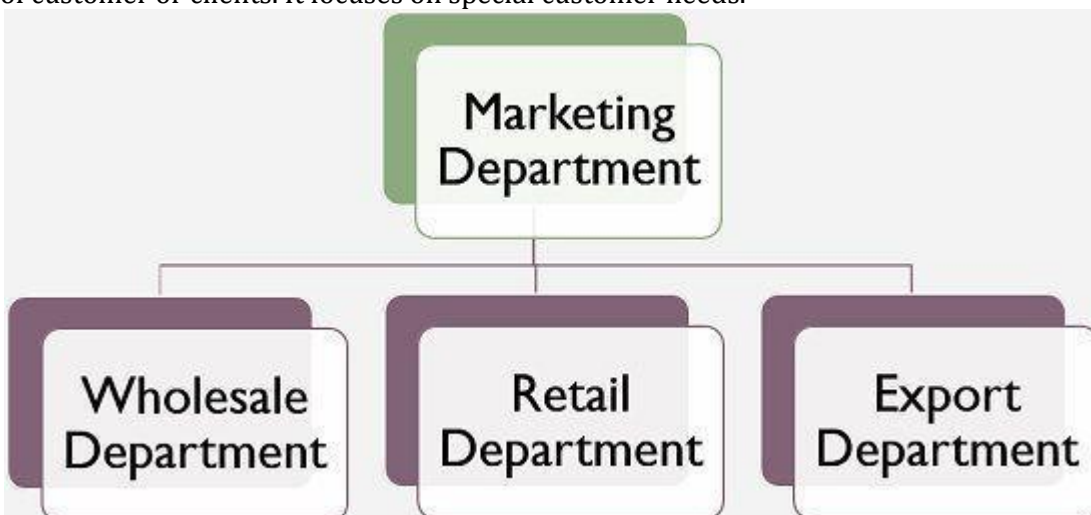 of customer or clients. It focuses on special customer needs.
Marketing
Department
Wholesale
Department
Retail
Department
Export
Department